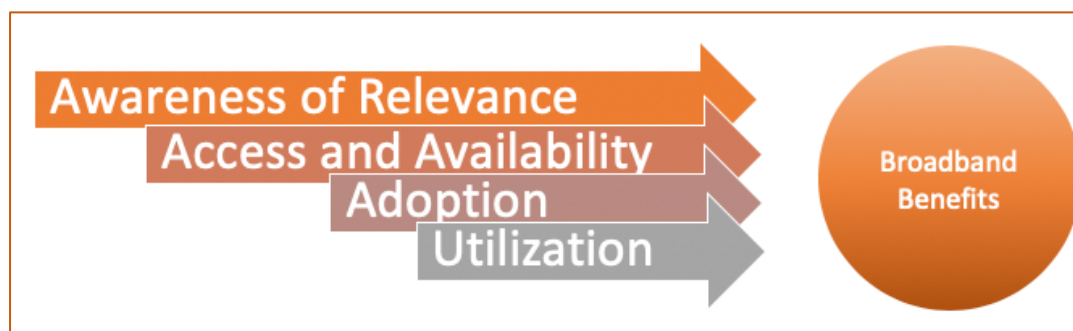 Awareness of Relevance
Access and Availability
Adoption
Utilization
Broadband
Benefits